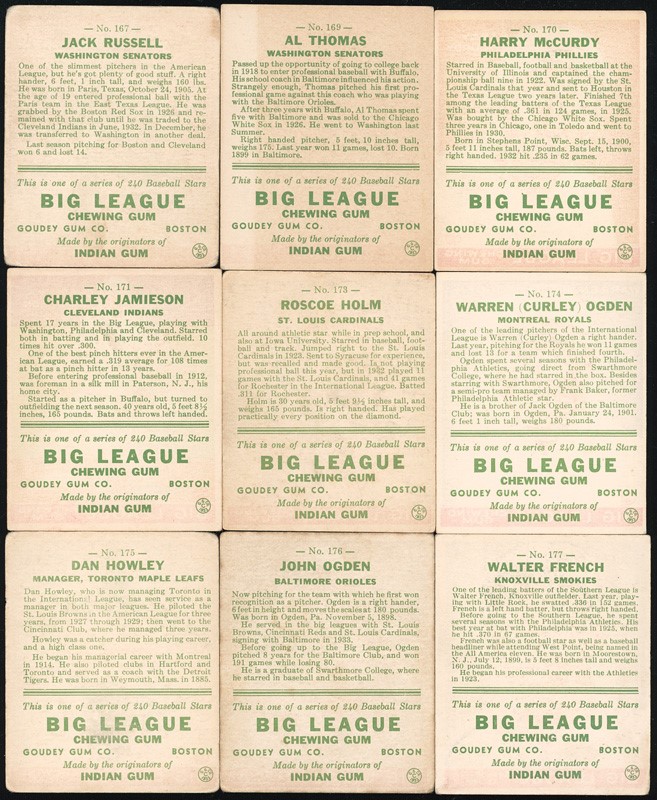 — No. 167 —
JACK RUSSELL
WASHINGTON SENATORS
One of the slimmest pitchers in the American
League, but he's got plenty of good stuff. A right
hander, 6 feet, 1 inch tall, and weighs 160 lbs.
He was born in Paris, Texas, October 24, 1905. At
the age of 19 entered professional ball with the
Paris team in the East Texas League. He was
grabbed by the Boston Red Sox in 1926 and re-
mained with that club until he was traded to the
Cleveland Indians in June, 1932. In December, he
was transferred to Washington in another deal.
Last season pitching for Boston and Cleveland
won 6 and lost 14.
This is one of a series of 240 Baseball Stars
BIG LEAGUE
CHEWING GUM
GOUDEY GUM CO. BOSTON
Made by the originators of
INDIAN GUM
— No. 169 —
AL THOMAS
WASHINGTON SENATORS
Passed up the opportunity of going to college back
in 1918 to enter professional baseball with Buffalo.
His school coach in Baltimore influenced his action.
Strangely enough, Thomas pitched his first pro-
fessional game against this coach who was playing
with the Baltimore Orioles.
After three years with Buffalo, Al Thomas spent
five with Baltimore and was sold to the Chicago
White Sox in 1926. He went to Washington last
Summer.
Right handed pitcher, 5 feet, 10 inches tall,
weighs 175. Last year won 11 games, lost 10. Born
1899 in Baltimore.
This is one of a series of 240 Baseball Stars
BIG LEAGUE
CHEWING GUM
GOUDEY GUM CO. BOSTON
Made by the originators of
INDIAN GUM
— No. 170 —
HARRY McCURDY
PHILADELPHIA PHILLIES
Starred in Baseball, football and basketball at the
University of Illinois and captained the cham-
pionship ball nine in 1922. Was signed by the St.
Louis Cardinals that year and sent to Houston in
the Texas League two years later. Finished 7th
among the leading batters of the Texas League
with an average of .361 in 124 games, in 1925.
Was bought by the Chicago White Sox. Spent
three years in Chicago, one in Toledo and went to
Phillies in 1930.
Born in Stephens Point, Wisc. Sept. 15, 1900,
5 feet 11 inches tall, 187 pounds. Bats left, throws
right handed. 1932 hit .235 in 62 games.
This is one of a series of 240 Baseball Stars
BIG LEAGUE
CHEWING GUM
GOUDEY GUM CO. BOSTON
Made by the originators of
INDIAN GUM
— No. 171 —
CHARLEY JAMIESON
CLEVELAND INDIANS
Spent 17 years in the Big League, playing with
Washington, Philadelphia and Cleveland. Starred
both in batting and in playing the outfield. 10
times hit over .300.
One of the best pinch hitters ever in the Amer-
ican League, earned a .319 average for 108 times
at bat as a pinch hitter in 13 years.
Before entering professional baseball in 1912,
was foreman in a silk mill in Paterson, N. J., his
home city.
Started as a pitcher in Buffalo, but turned to
outfielding the next season. 40 years old, 5 feet 8½
inches, 165 pounds. Bats and throws left handed.
This is one of a series of 240 Baseball Stars
BIG LEAGUE
CHEWING GUM
GOUDEY GUM CO. BOSTON
Made by the originators of
INDIAN GUM
— No. 173 —
ROSCOE HOLM
ST. LOUIS CARDINALS
All around athletic star while in prep school, and
also at Iowa University. Starred in baseball, foot-
ball and track. Jumped right to the St. Louis
Cardinals in 1923. Sent to Syracuse for experience,
but was recalled and made good. Is not playing
professional ball this year, but in 1932 played 11
games with the St. Louis Cardinals, and 41 games
for Rochester in the International League. Batted
.311 for Rochester.
Holm is 30 years old, 5 feet 9½ inches tall, and
weighs 165 pounds. Is right handed. Has played
practically every position on the diamond.
This is one of a series of 240 Baseball Stars
BIG LEAGUE
CHEWING GUM
GOUDEY GUM CO. BOSTON
Made by the originators of
INDIAN GUM
— No. 174 —
WARREN (CURLEY) OGDEN
MONTREAL ROYALS
One of the leading pitchers of the International
League is Warren (Curley) Ogden a right hander.
Last year, pitching for the Royals he won 11 games
and lost 13 for a team which finished fourth.
Ogden spent several seasons with the Philadelphia
Athletics, going direct from Swarthmore
College, where he had starred in the box. Besides
starring with Swarthmore, Ogden also pitched for
a semi-pro team managed by Frank Baker, former
Philadelphia Athletic star.
He is a brother of Jack Ogden of the Baltimore
Club; was born in Ogden, Pa. January 24, 1901.
6 feet 1 inch tall, weighs 180 pounds.
This is one of a series of 240 Baseball Stars
BIG LEAGUE
CHEWING GUM
GOUDEY GUM CO. BOSTON
Made by the originators of
INDIAN GUM
— No. 175 —
DAN HOWLEY
MANAGER, TORONTO MAPLE LEAFS
Dan Howley, who is now managing Toronto in
the International League, has seen service as a
manager in both major leagues. He piloted the
St. Louis Browns in the American League for three
years, from 1927 through 1929; then went to the
Cincinnati Club, where he managed three years.
Howley was a catcher during his playing career,
and a high class one.
He began his managerial career with Montreal
in 1914. He also piloted clubs in Hartford and
Toronto and served as a coach with the Detroit
Tigers. He was born in Weymouth, Mass. in 1885.
This is one of a series of 240 Baseball Stars
BIG LEAGUE
CHEWING GUM
GOUDEY GUM CO. BOSTON
Made by the originators of
INDIAN GUM
— No. 176 —
JOHN OGDEN
BALTIMORE ORIOLES
Now pitching for the team with which he first won
recognition as a pitcher. Ogden is a right hander,
6 feet in height and moves the scales at 180 pounds.
Was born in Ogden, Pa. November 5, 1898.
He served in the big leagues with St. Louis
Browns, Cincinnati Reds and St. Louis Cardinals,
signing with Baltimore in 1933.
Before going up to the Big League, Ogden
pitched 8 years for the Baltimore Club, and won
191 games while losing 80.
He is a graduate of Swarthmore College, where
he starred in baseball and basketball.
This is one of a series of 240 Baseball Stars
BIG LEAGUE
CHEWING GUM
GOUDEY GUM CO. BOSTON
Made by the originators of
INDIAN GUM
— No. 177 —
WALTER FRENCH
KNOXVILLE SMOKIES
One of the leading batters of the Southern League is
Walter French, Knoxville outfielder. Last year, play-
ing with Little Rock, he swatted .336 in 152 games.
French is a left hand batter, but throws right handed.
Before going to the Southern League, he spent
several seasons with the Philadelphia Athletics. His
best year at bat with Philadelphia was in 1925, when
he hit .370 in 67 games.
French was also a football star as well as a baseball
headliner while attending West Point, being named in
the All America eleven. He was born in Moorestown,
N. J., July 12, 1899, is 5 feet 8 inches tall and weighs
160 pounds.
He began his professional career with the Athletics
in 1923.
This is one of a series of 240 Baseball Stars
BIG LEAGUE
CHEWING GUM
GOUDEY GUM CO. BOSTON
Made by the originators of
INDIAN GUM